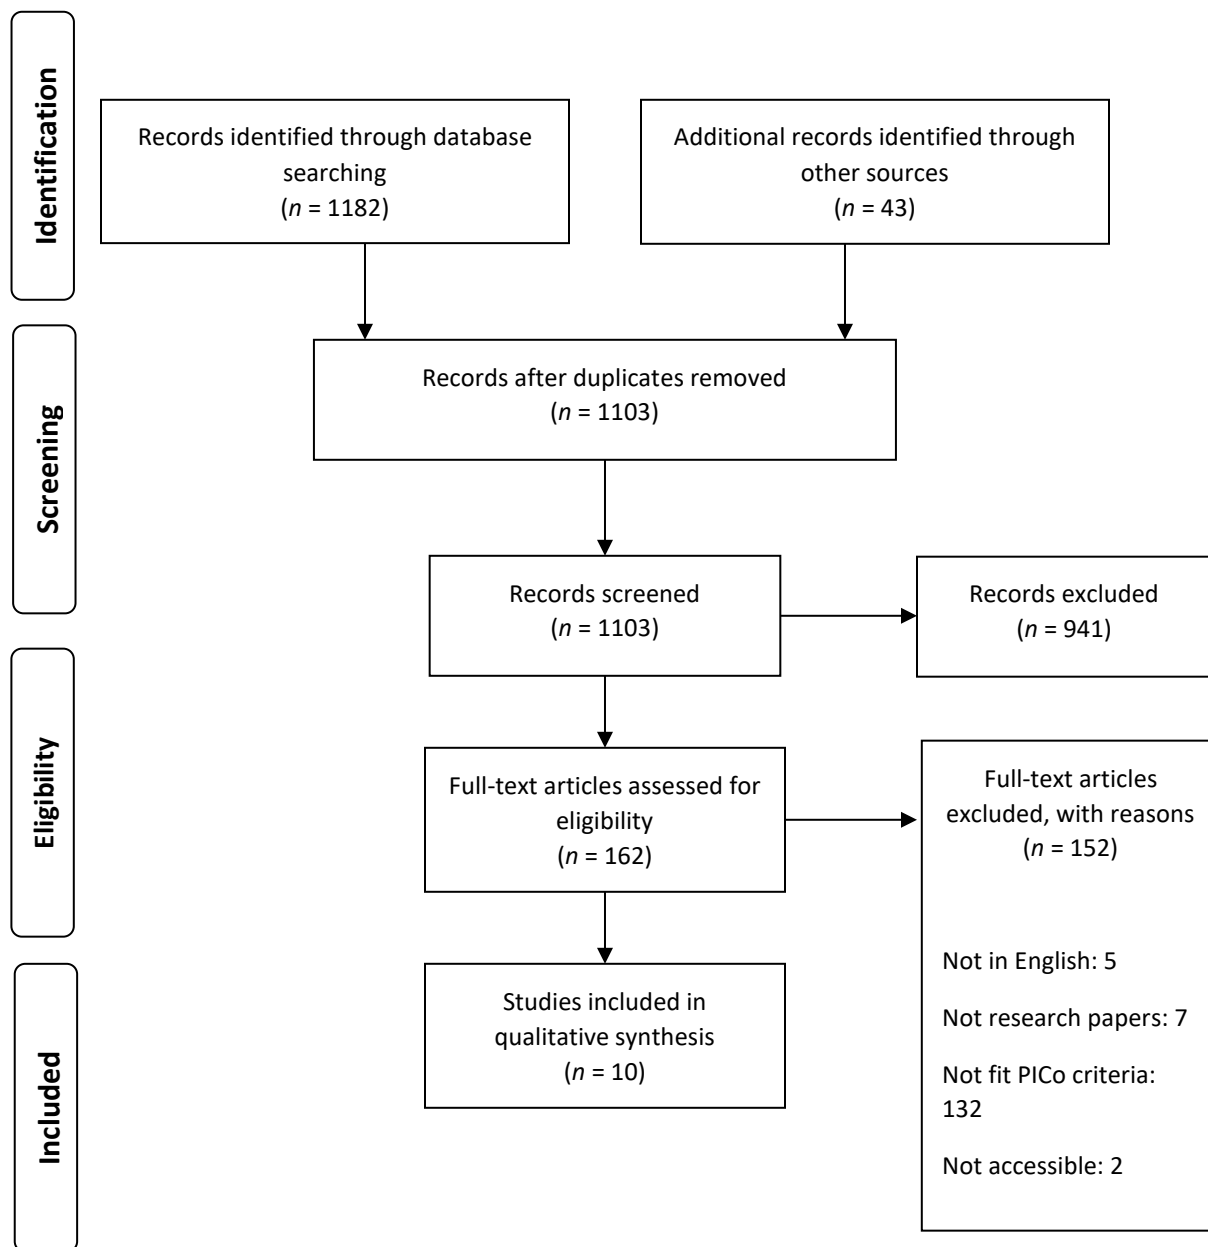 Identification
Records identified through database
searching
(n = 1182)
Additional records identified through
other sources
(n = 43)
Screening
Records after duplicates removed
(n = 1103)
Records screened
(n = 1103)
Records excluded
(n = 941)
Eligibility
Full-text articles assessed for
eligibility
(n = 162)
Full-text articles
excluded, with reasons
(n = 152)
Not in English: 5
Not research papers: 7
Not fit PICo criteria:
132
Not accessible: 2
Included
Studies included in
qualitative synthesis
(n = 10)